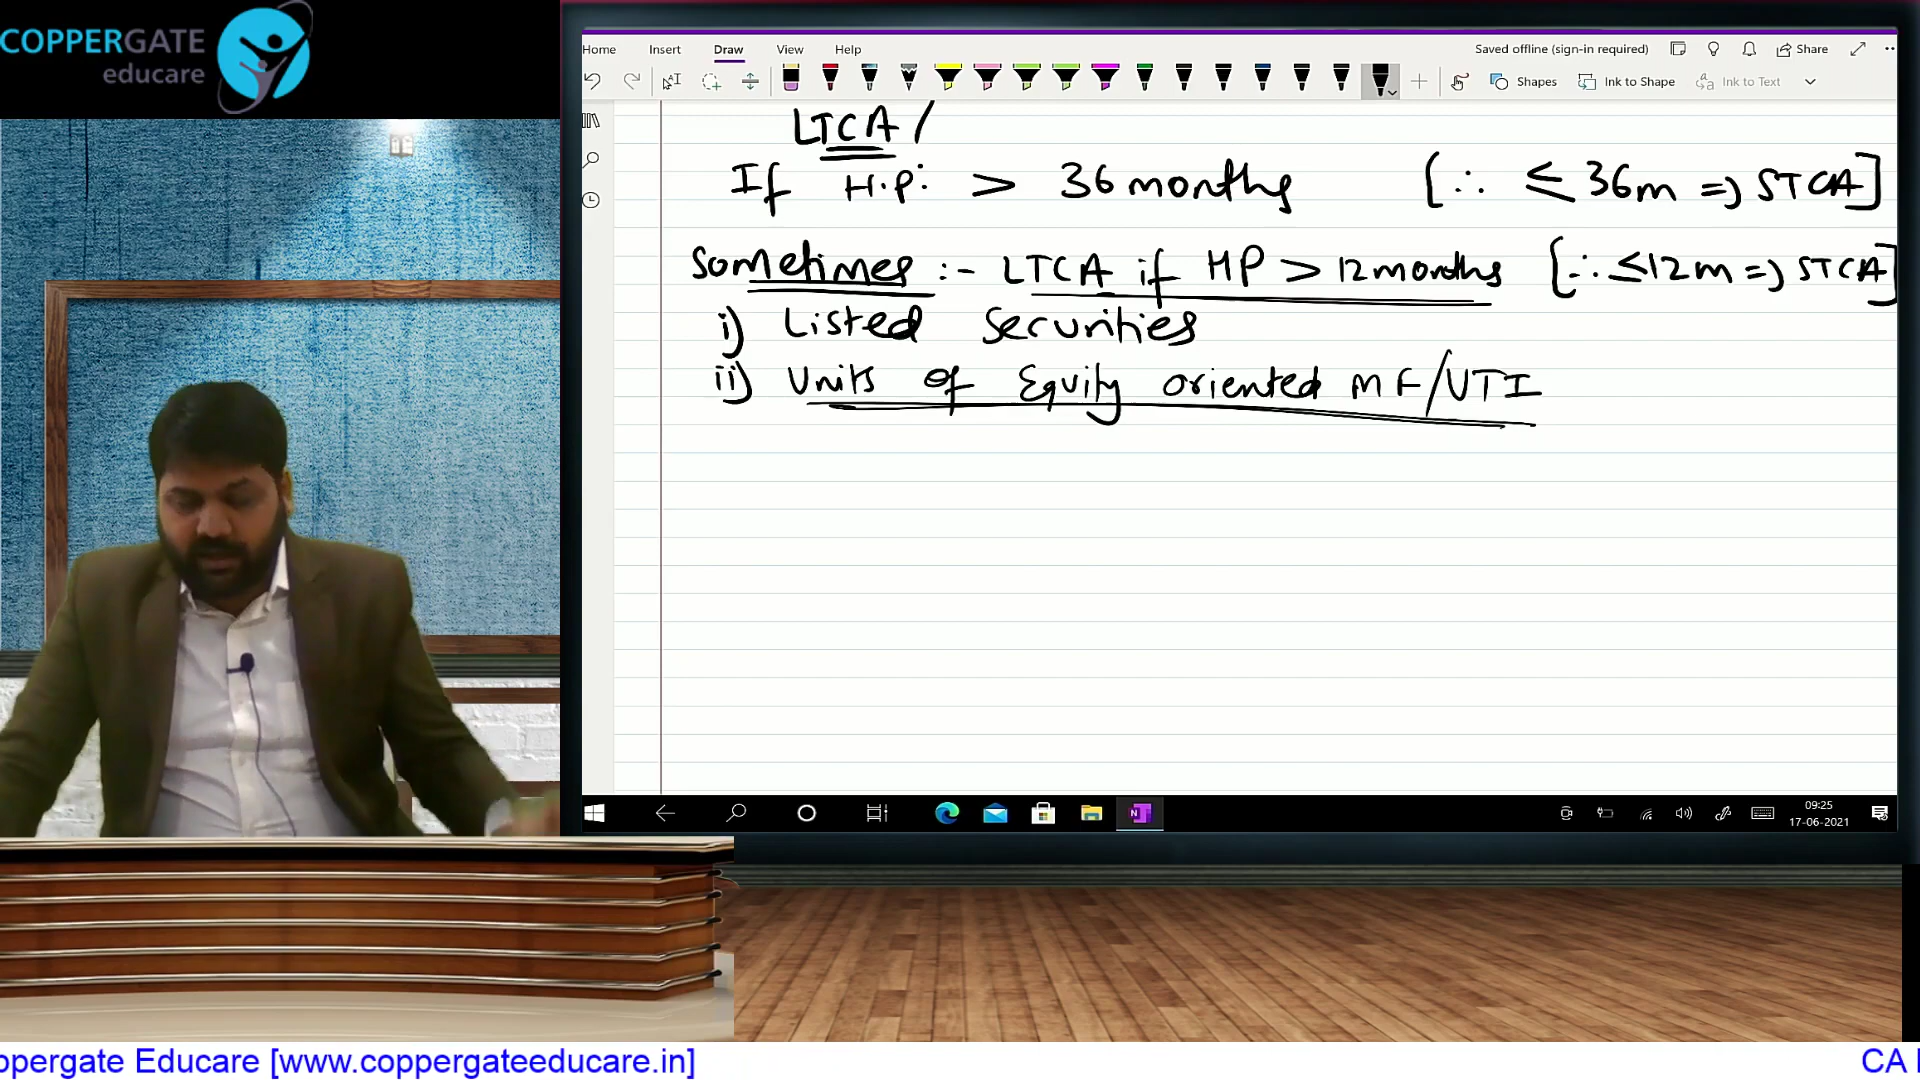 COPPERGATE
educare
Home Insert Draw View Help Saved offline (sign-in required) Share
Shapes Ink to Shape Ink to Text
LTCA /
If H.P. > 36 months [∴ ≤ 36m => STCA]
Sometimes :- LTCA if HP > 12 months [∴ ≤12m => STCA]
i) Listed Securities
ii) Units of Equity oriented MF/UTI
09:25
17-06-2021
ppergate Educare [www.coppergateeducare.in] CA